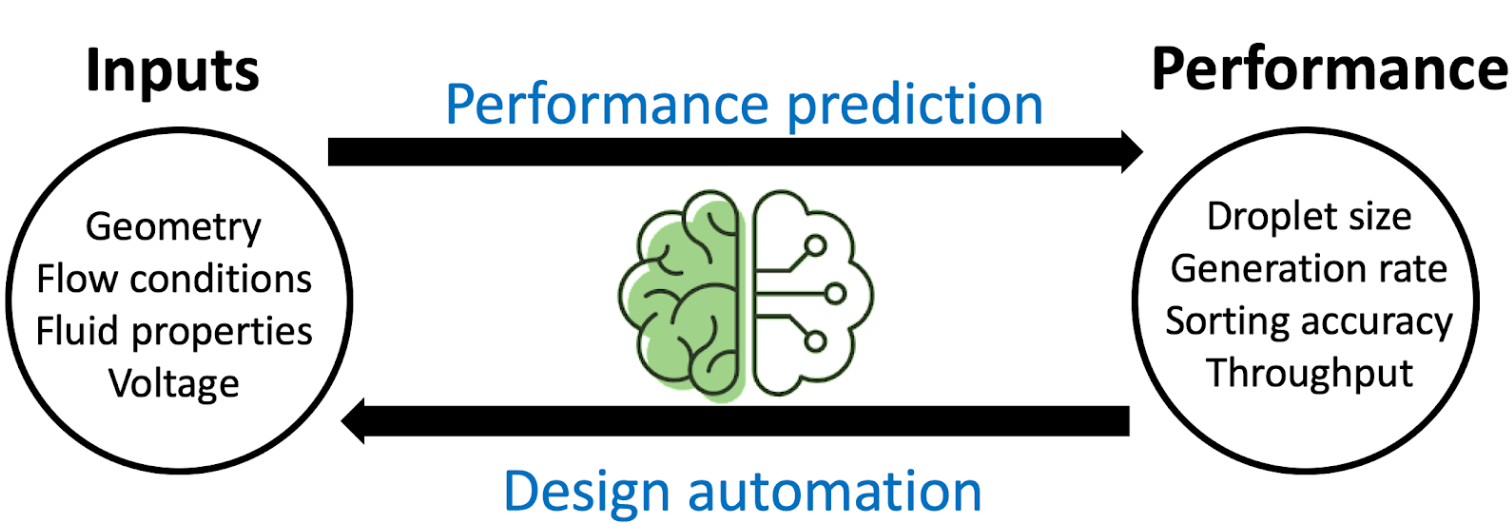 Inputs
Performance
Performance prediction
Geometry
Flow conditions
Fluid properties
Voltage
Droplet size
Generation rate
Sorting accuracy
Throughput
Design automation